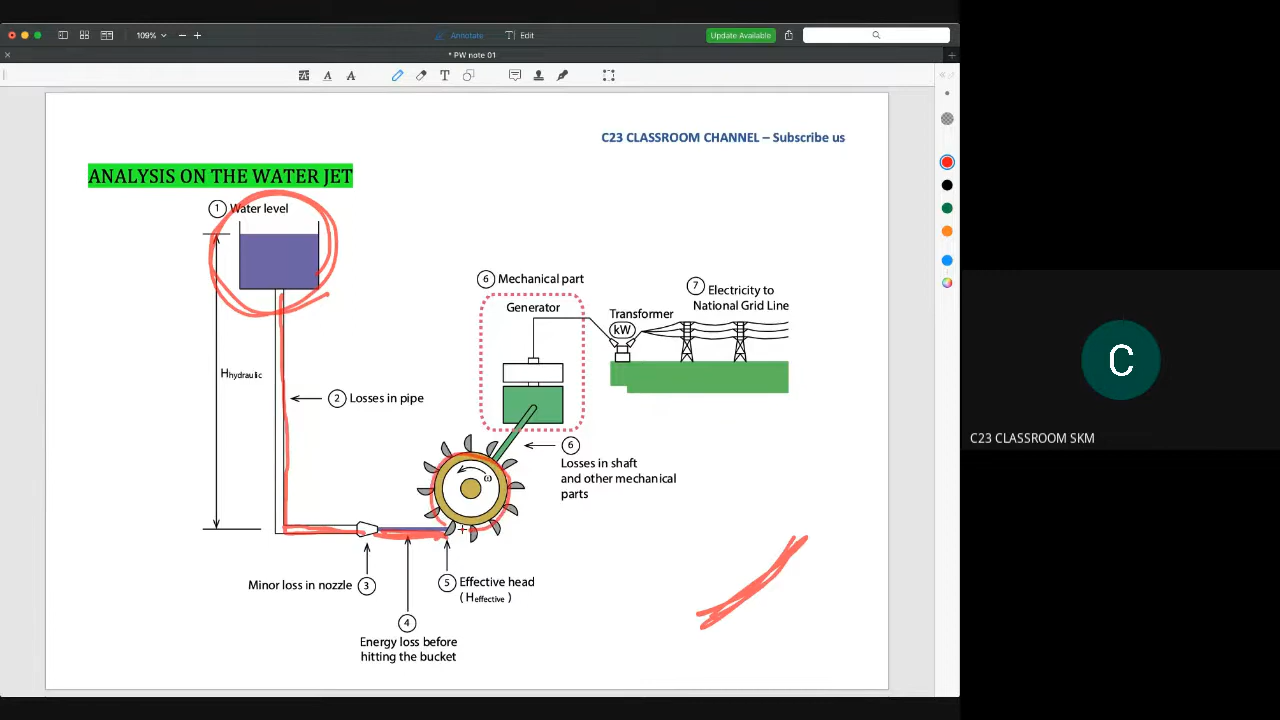 109%
Annotate
Edit
Update Available
* PW note 01
A
A
T
C23 CLASSROOM CHANNEL – Subscribe us
ANALYSIS ON THE WATER JET
1 Water level
6 Mechanical part
7 Electricity to
National Grid Line
Generator
Transformer
kW
Hhydraulic
2 Losses in pipe
6
Losses in shaft
and other mechanical
parts
ω
C
C23 CLASSROOM SKM
Minor loss in nozzle 3
5 Effective head
( Heffective )
4
Energy loss before
hitting the bucket